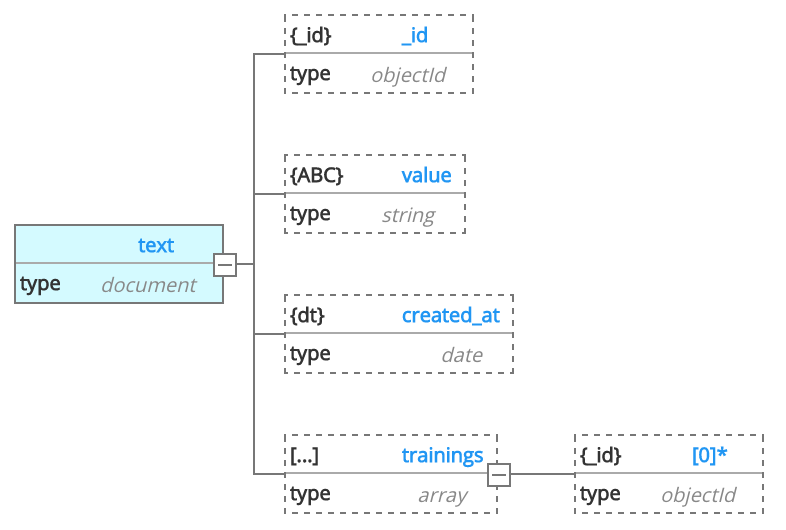 {_id} _id
type objectId
{ABC} value
type string
text
type document
{dt} created_at
type date
[...] trainings
type array
{_id} [0]*
type objectId